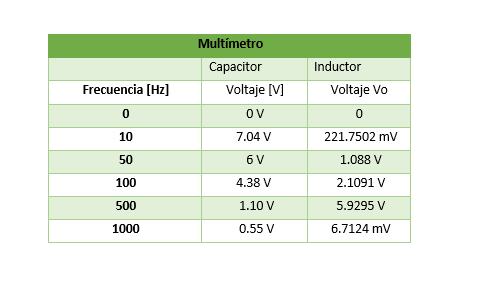 Multímetro
Capacitor Inductor
Frecuencia [Hz] Voltaje [V] Voltaje Vo
0 0 V 0
10 7.04 V 221.7502 mV
50 6 V 1.088 V
100 4.38 V 2.1091 V
500 1.10 V 5.9295 V
1000 0.55 V 6.7124 mV